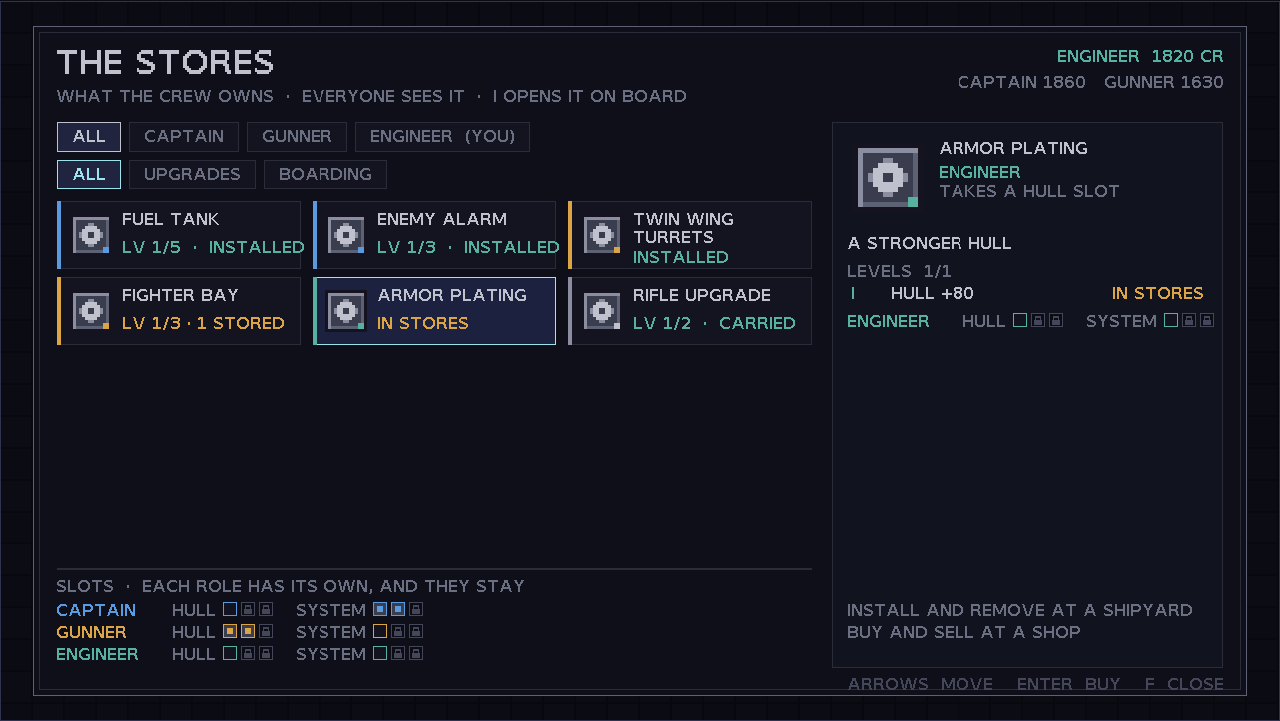 THE STORES
WHAT THE CREW OWNS · EVERYONE SEES IT · I OPENS IT ON BOARD
ENGINEER 1820 CR
CAPTAIN 1860 GUNNER 1630
ALL CAPTAIN GUNNER ENGINEER (YOU)
ALL UPGRADES BOARDING
FUEL TANK
LV 1/5 · INSTALLED
ENEMY ALARM
LV 1/3 · INSTALLED
TWIN WING
TURRETS
INSTALLED
FIGHTER BAY
LV 1/3 · 1 STORED
ARMOR PLATING
IN STORES
RIFLE UPGRADE
LV 1/2 · CARRIED
SLOTS · EACH ROLE HAS ITS OWN, AND THEY STAY
CAPTAIN HULL SYSTEM
GUNNER HULL SYSTEM
ENGINEER HULL SYSTEM
ARMOR PLATING
ENGINEER
TAKES A HULL SLOT
A STRONGER HULL
LEVELS 1/1
I HULL +80 IN STORES
ENGINEER HULL SYSTEM
INSTALL AND REMOVE AT A SHIPYARD
BUY AND SELL AT A SHOP
ARROWS MOVE ENTER BUY F CLOSE